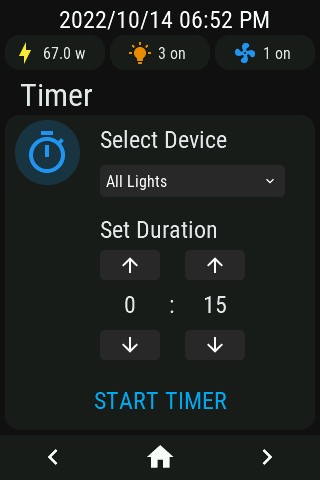 2022/10/14 06:52 PM
67.0 w 3 on 1 on
Timer
Select Device
All Lights
Set Duration
0 : 15
START TIMER